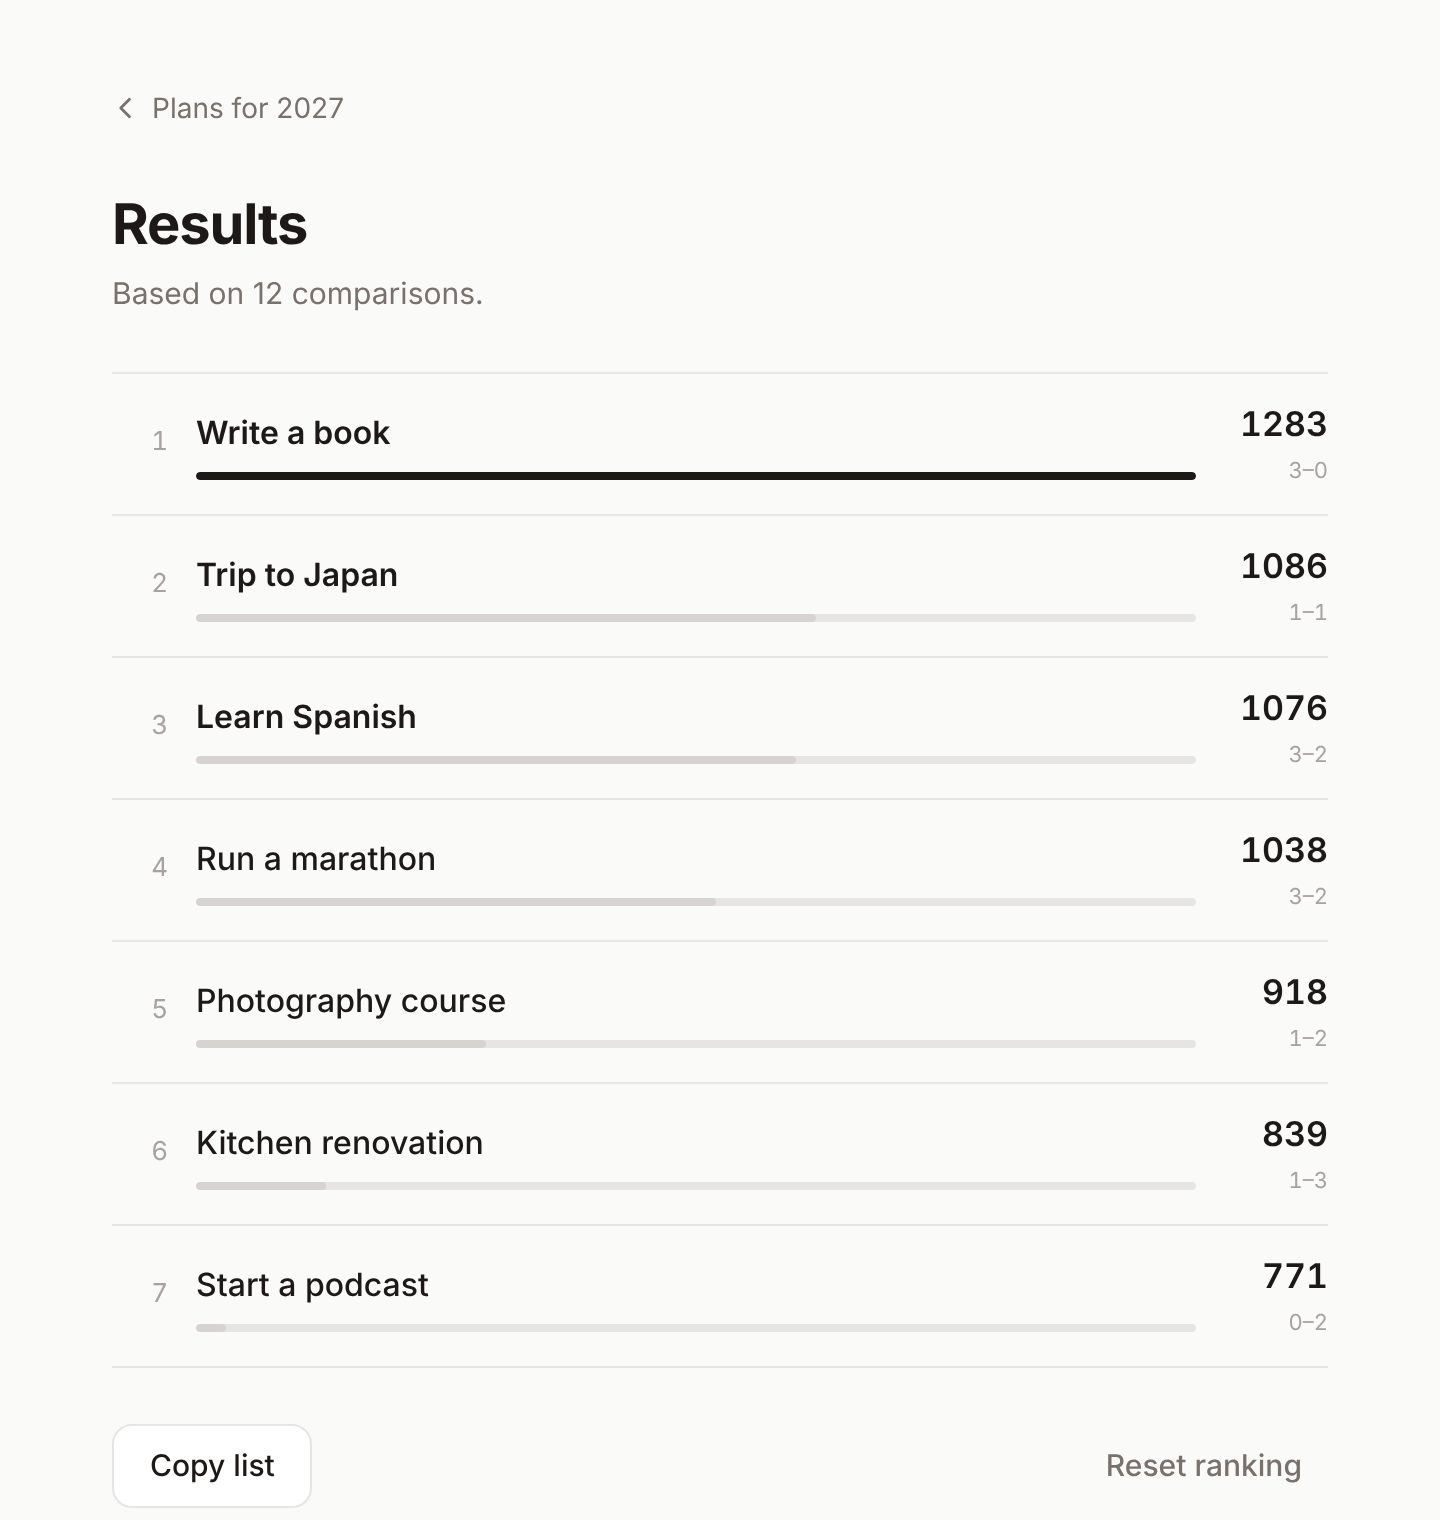 Plans for 2027
Results
Based on 12 comparisons.
1 Write a book 1283
3–0
2 Trip to Japan 1086
1–1
3 Learn Spanish 1076
3–2
4 Run a marathon 1038
3–2
5 Photography course 918
1–2
6 Kitchen renovation 839
1–3
7 Start a podcast 771
0–2
Copy list Reset ranking